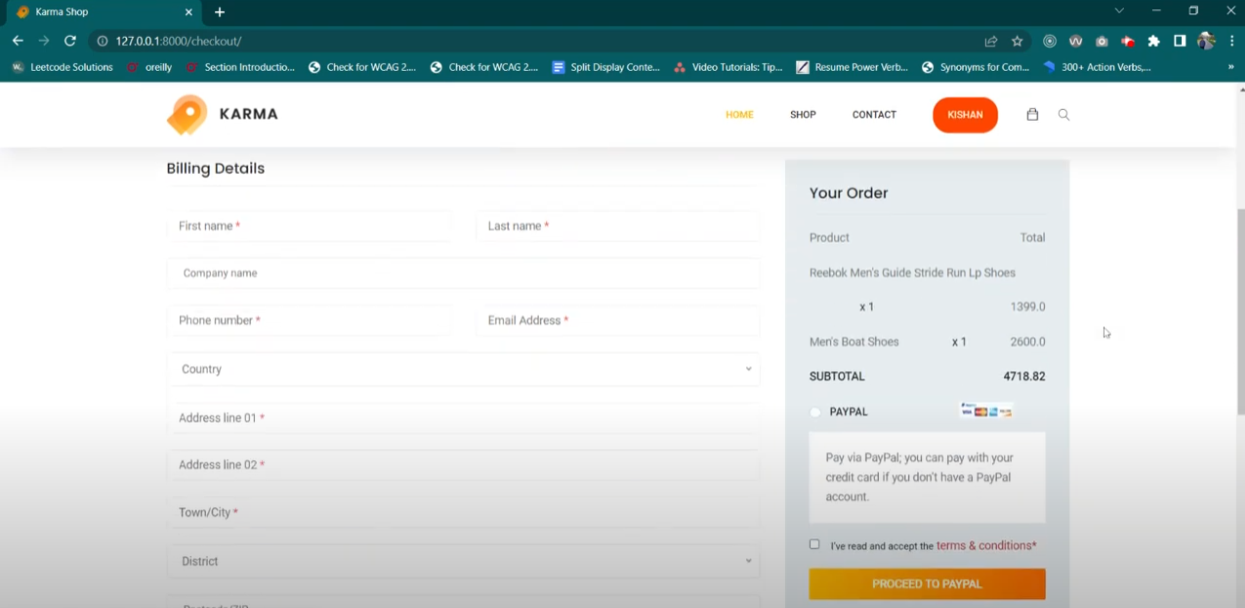 Karma Shop
127.0.0.1:8000/checkout/
Leetcode Solutions
oreilly
Section Introductio...
Check for WCAG 2....
Check for WCAG 2....
Split Display Conte...
Video Tutorials: Tip...
Resume Power Verb...
Synonyms for Com...
300+ Action Verbs,...
»
KARMA
HOME
SHOP
CONTACT
KISHAN
Billing Details
First name *
Last name *
Company name
Phone number *
Email Address *
Country
Address line 01 *
Address line 02 *
Town/City *
District
Your Order
Product Total
Reebok Men's Guide Stride Run Lp Shoes
x 1 1399.0
Men's Boat Shoes x 1 2600.0
SUBTOTAL 4718.82
PAYPAL
Pay via PayPal; you can pay with your
credit card if you don't have a PayPal
account.
I've read and accept the terms & conditions*
PROCEED TO PAYPAL